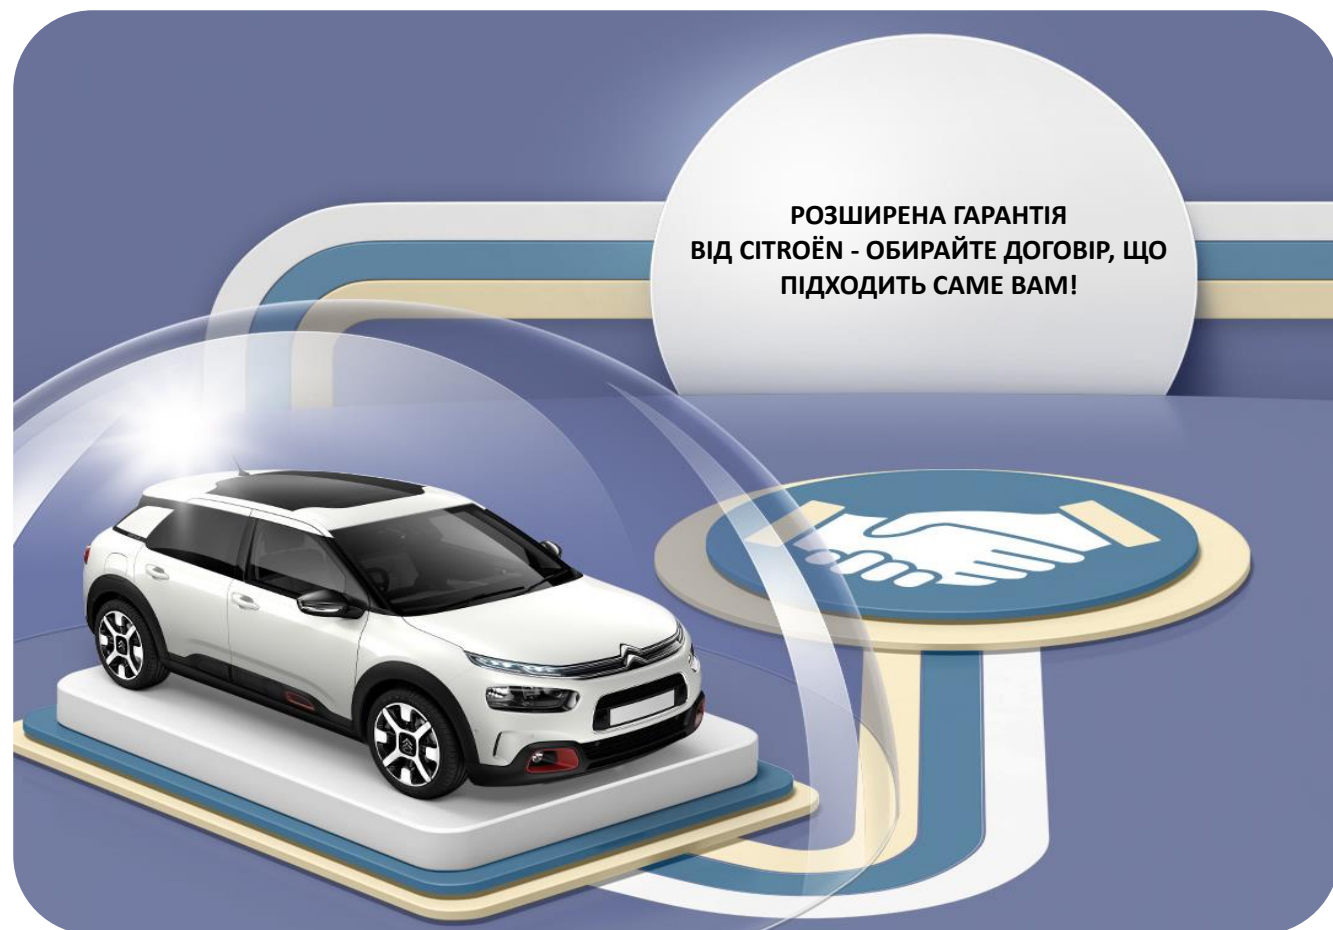 РОЗШИРЕНА ГАРАНТІЯ
ВІД CITROËN - ОБИРАЙТЕ ДОГОВІР, ЩО
ПІДХОДИТЬ САМЕ ВАМ!